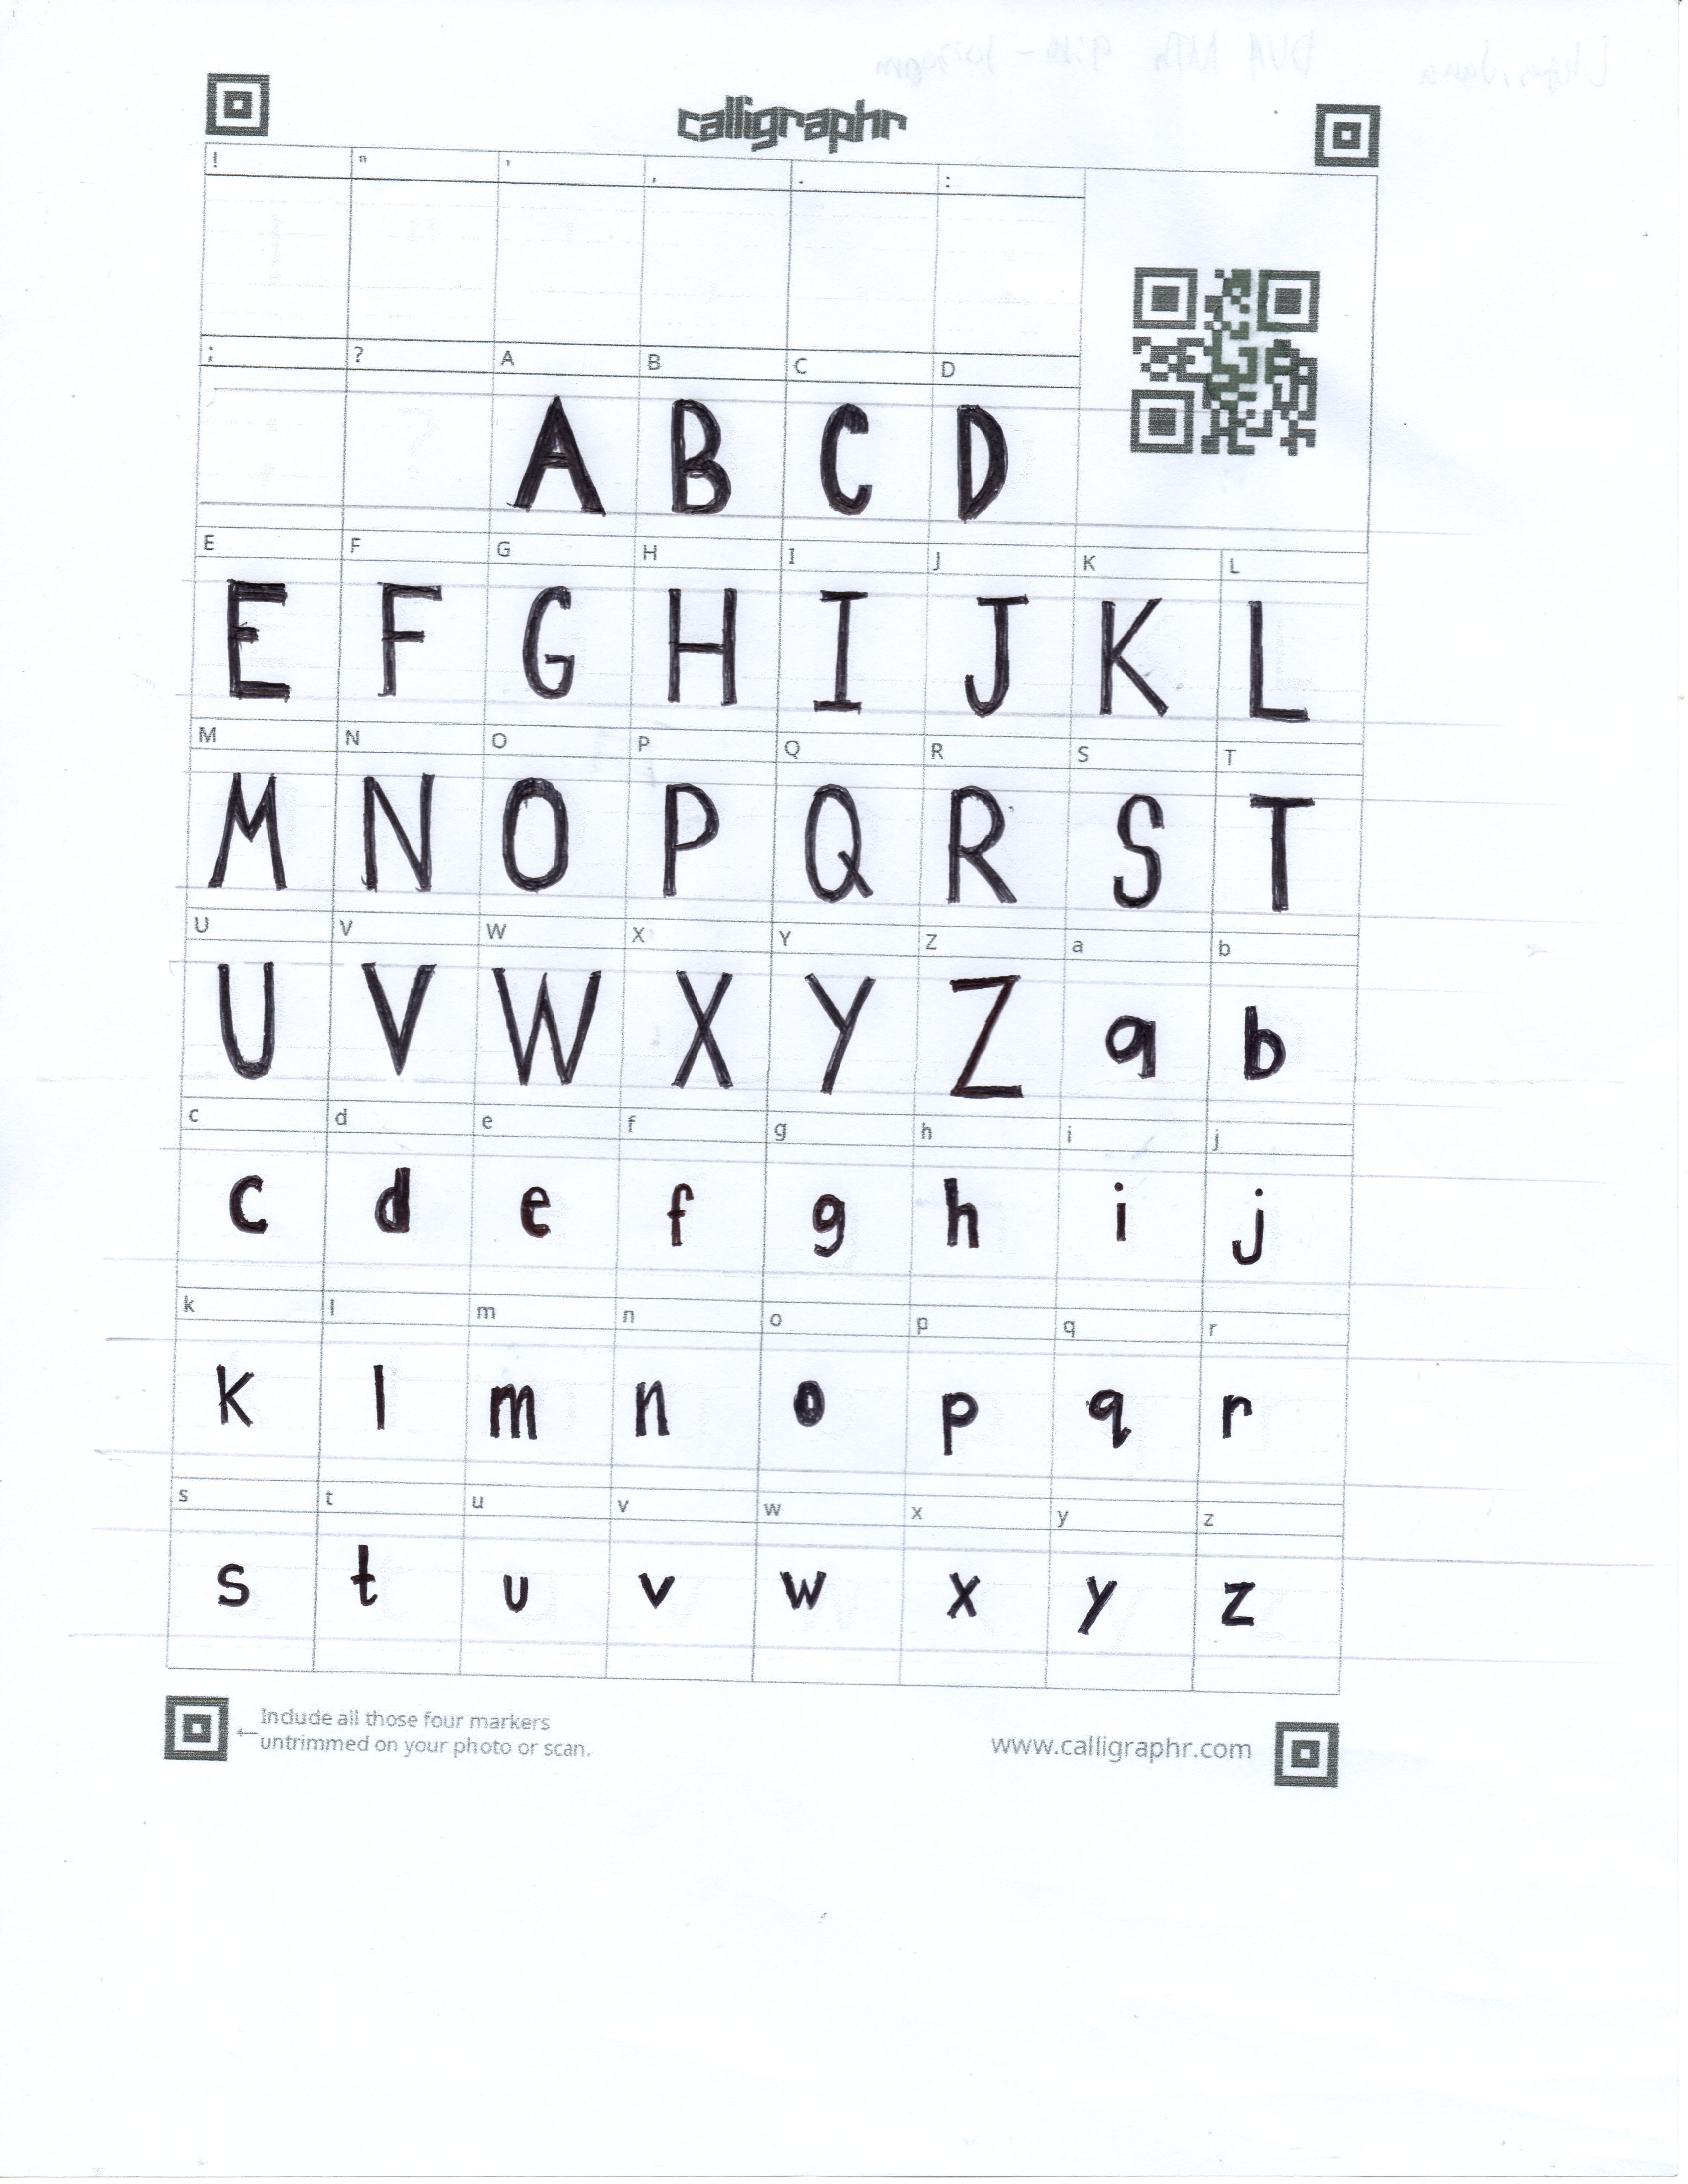 calligraphr
! " ' , . :
; ? A B C D
A B C D
E F G H I J K L
E F G H I J K L
M N O P Q R S T
M N O P Q R S T
U V W X Y Z a b
U V W X Y Z a b
c d e f g h i j
c d e f g h i j
k l m n o p q r
k l m n o p q r
s t u v w x y z
s t u v w x y z
← Include all those four markers
untrimmed on your photo or scan.
www.calligraphr.com